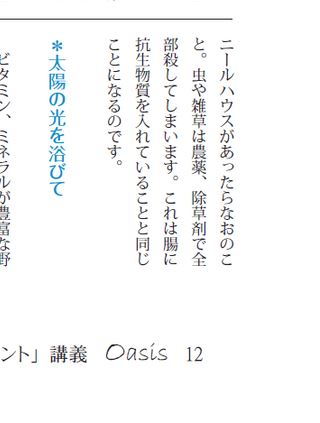 ニールハウスがあったらなおのこ
と。虫や雑草は農薬、除草剤で全
部殺してしまいます。これは腸に
抗生物質を入れていることと同じ
ことになるのです。
＊太陽の光を浴びて
ビタミン、ミネラルが豊富な野
ント」講義 Oasis 12